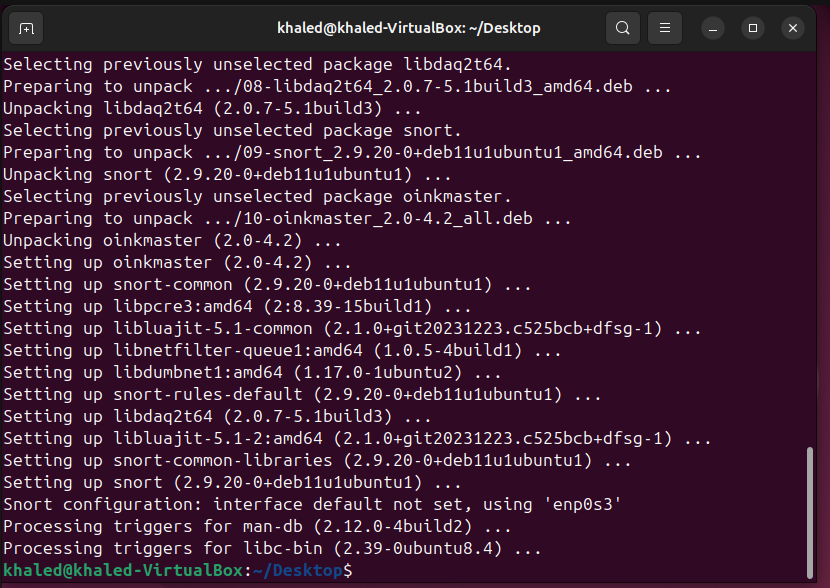 khaled@khaled-VirtualBox: ~/Desktop
Selecting previously unselected package libdaq2t64.
Preparing to unpack .../08-libdaq2t64_2.0.7-5.1build3_amd64.deb ...
Unpacking libdaq2t64 (2.0.7-5.1build3) ...
Selecting previously unselected package snort.
Preparing to unpack .../09-snort_2.9.20-0+deb11u1ubuntu1_amd64.deb ...
Unpacking snort (2.9.20-0+deb11u1ubuntu1) ...
Selecting previously unselected package oinkmaster.
Preparing to unpack .../10-oinkmaster_2.0-4.2_all.deb ...
Unpacking oinkmaster (2.0-4.2) ...
Setting up oinkmaster (2.0-4.2) ...
Setting up snort-common (2.9.20-0+deb11u1ubuntu1) ...
Setting up libpcre3:amd64 (2:8.39-15build1) ...
Setting up libluajit-5.1-common (2.1.0+git20231223.c525bcb+dfsg-1) ...
Setting up libnetfilter-queue1:amd64 (1.0.5-4build1) ...
Setting up libdumbnet1:amd64 (1.17.0-1ubuntu2) ...
Setting up snort-rules-default (2.9.20-0+deb11u1ubuntu1) ...
Setting up libdaq2t64 (2.0.7-5.1build3) ...
Setting up libluajit-5.1-2:amd64 (2.1.0+git20231223.c525bcb+dfsg-1) ...
Setting up snort-common-libraries (2.9.20-0+deb11u1ubuntu1) ...
Setting up snort (2.9.20-0+deb11u1ubuntu1) ...
Snort configuration: interface default not set, using 'enp0s3'
Processing triggers for man-db (2.12.0-4build2) ...
Processing triggers for libc-bin (2.39-0ubuntu8.4) ...
khaled@khaled-VirtualBox:~/Desktop$